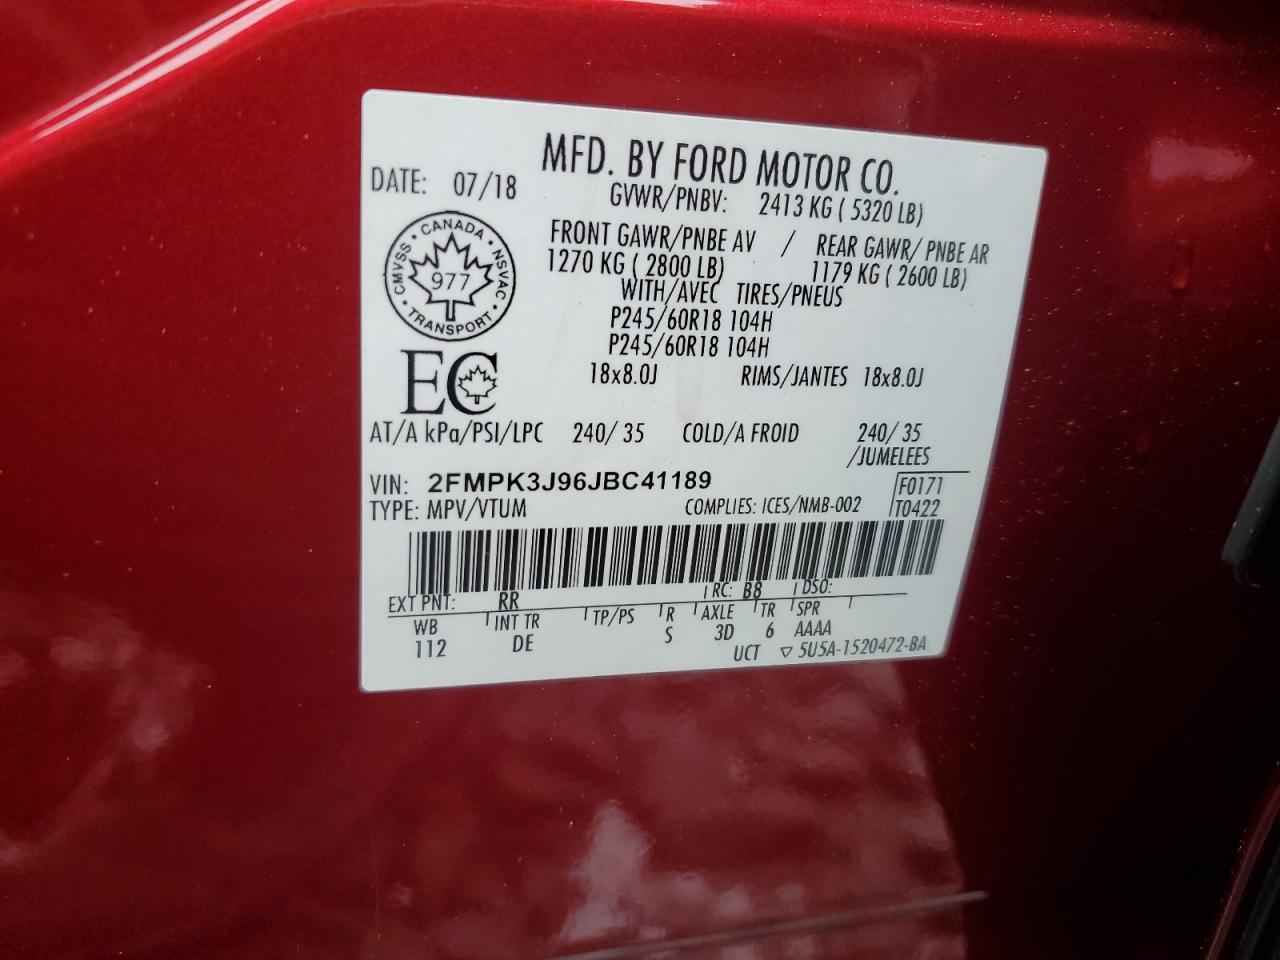 MFD. BY FORD MOTOR CO.
DATE: 07/18
GVWR/PNBV: 2413 KG ( 5320 LB)
FRONT GAWR/PNBE AV / REAR GAWR/ PNBE AR
1270 KG ( 2800 LB) 1179 KG ( 2600 LB)
WITH/AVEC TIRES/PNEUS
P245/60R18 104H
P245/60R18 104H
18x8.0J RIMS/JANTES 18x8.0J
CANADA
CMVSS NSVAC
977
TRANSPORT
EC
AT/A kPa/PSI/LPC 240/ 35 COLD/A FROID 240/ 35
/JUMELEES
VIN: 2FMPK3J96JBC41189 F0171
TYPE: MPV/VTUM COMPLIES: ICES/NMB-002 T0422
EXT PNT: RR RC: B8 DSO:
WB INT TR TP/PS R AXLE TR SPR
112 DE S 3D 6 AAAA
UCT ▽ 5U5A-1520472-BA